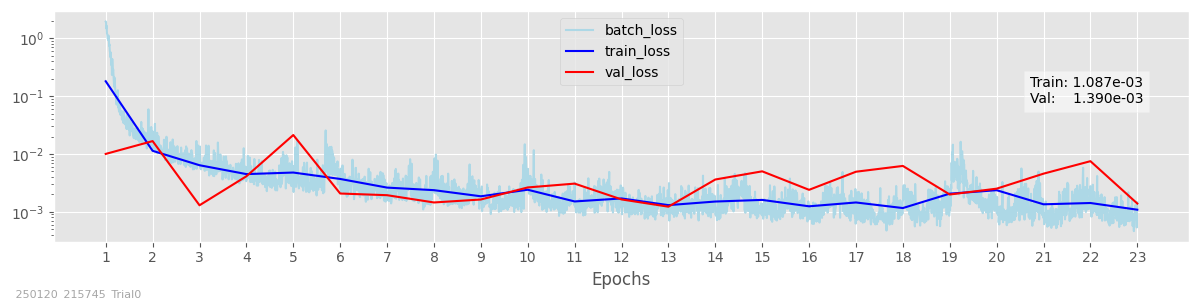 10⁰
10⁻¹
10⁻²
10⁻³
batch_loss
train_loss
val_loss
Train: 1.087e-03
Val: 1.390e-03
1 2 3 4 5 6 7 8 9 10 11 12 13 14 15 16 17 18 19 20 21 22 23
Epochs
250120_215745_Trial0